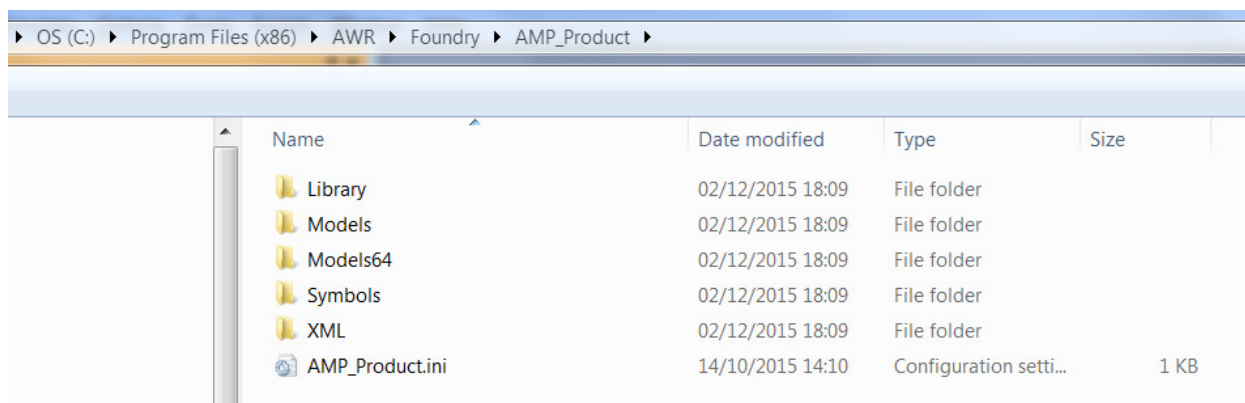 OS (C:) Program Files (x86) AWR Foundry AMP_Product
Name Date modified Type Size
Library 02/12/2015 18:09 File folder
Models 02/12/2015 18:09 File folder
Models64 02/12/2015 18:09 File folder
Symbols 02/12/2015 18:09 File folder
XML 02/12/2015 18:09 File folder
AMP_Product.ini 14/10/2015 14:10 Configuration setti... 1 KB